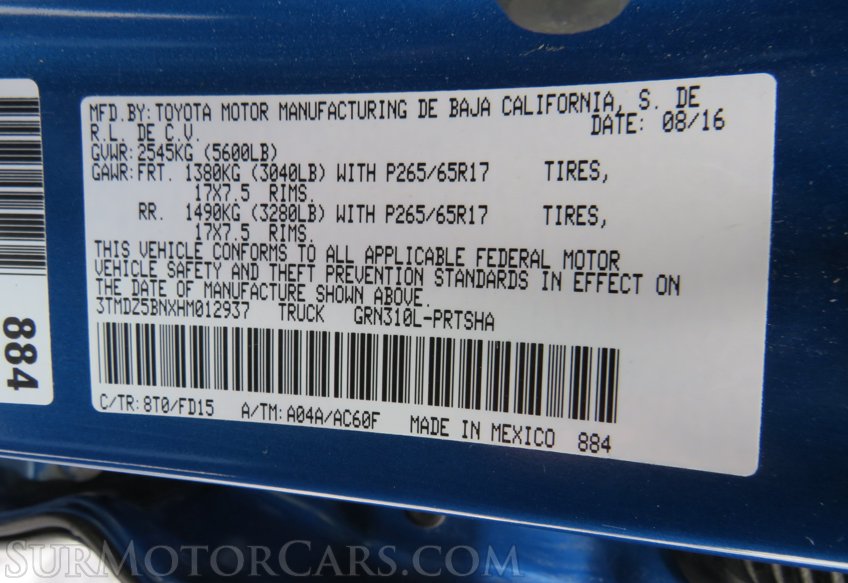 MFD.BY: TOYOTA MOTOR MANUFACTURING DE BAJA CALIFORNIA, S. DE
R.L. DE C.V. DATE: 08/16
GVWR: 2545KG (5600LB)
GAWR: FRT. 1380KG (3040LB) WITH P265/65R17 TIRES,
17X7.5 RIMS.
RR. 1490KG (3280LB) WITH P265/65R17 TIRES,
17X7.5 RIMS.
THIS VEHICLE CONFORMS TO ALL APPLICABLE FEDERAL MOTOR
VEHICLE SAFETY AND THEFT PREVENTION STANDARDS IN EFFECT ON
THE DATE OF MANUFACTURE SHOWN ABOVE.
3TMDZ5BNXHM012937 TRUCK GRN310L-PRTSHA
C/TR: 8T0/FD15 A/TM: A04A/AC60F MADE IN MEXICO 884
884
SURMOTORCARS.COM